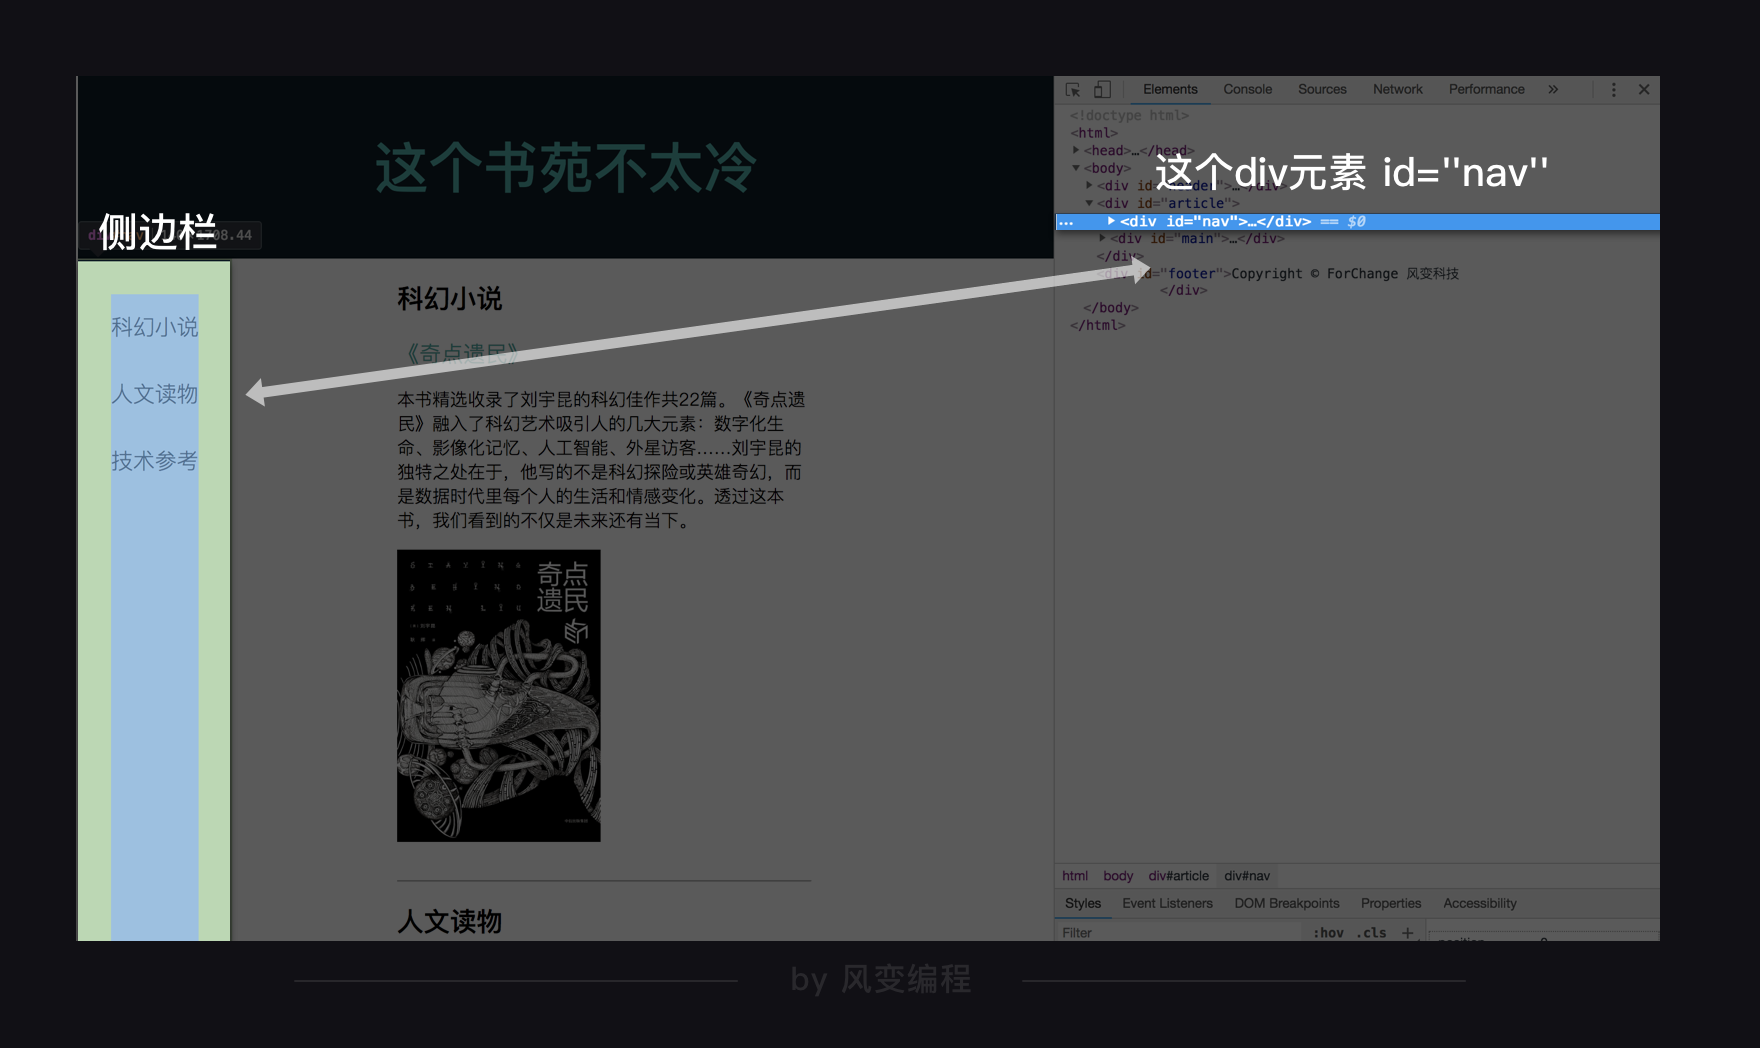 这个书苑不太冷
侧边栏
科幻小说
人文读物
技术参考
科幻小说
《奇点遗民》
本书精选收录了刘宇昆的科幻佳作共22篇。《奇点遗
民》融入了科幻艺术吸引人的几大元素：数字化生
命、影像化记忆、人工智能、外星访客……刘宇昆的
独特之处在于，他写的不是科幻探险或英雄奇幻，而
是数据时代里每个人的生活和情感变化。透过这本
书，我们看到的不仅是未来还有当下。
奇点
遗民
人文读物
Elements Console Sources Network Performance »
<!doctype html>
<html>
<head>…</head>
<body>
这个div元素 id=''nav''
<div id="header">…</div>
<div id="article">
… <div id="nav">…</div> == $0
<div id="main">…</div>
</div>
<div id="footer">Copyright © ForChange 风变科技
</div>
</body>
</html>
html body div#article div#nav
Styles Event Listeners DOM Breakpoints Properties Accessibility
Filter :hov .cls +
by 风变编程